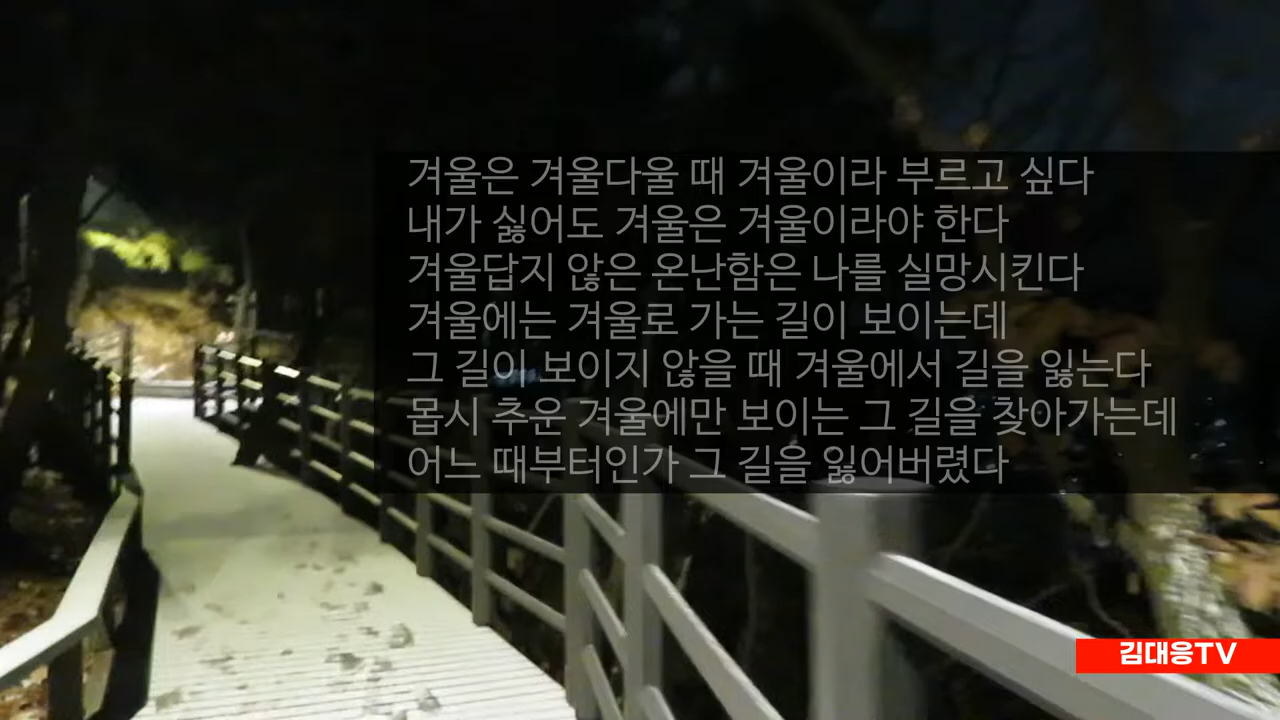 겨울은 겨울다울 때 겨울이라 부르고 싶다
내가 싫어도 겨울은 겨울이라야 한다
겨울답지 않은 온난함은 나를 실망시킨다
겨울에는 겨울로 가는 길이 보이는데
그 길이 보이지 않을 때 겨울에서 길을 잃는다
몹시 추운 겨울에만 보이는 그 길을 찾아가는데
어느 때부터인가 그 길을 잃어버렸다
김대응TV